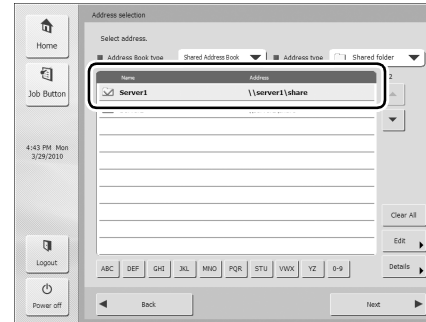 Address selection
Home
Job Button
4:43 PM Mon
3/29/2010
Logout
Power off
Select address.
Address Book type Shared Address Book Address type Shared folder
Name Address
Server1 \\server1\share
2
Clear All
Edit
Details
ABC DEF GHI JKL MNO PQR STU VWX YZ 0-9
Back Next